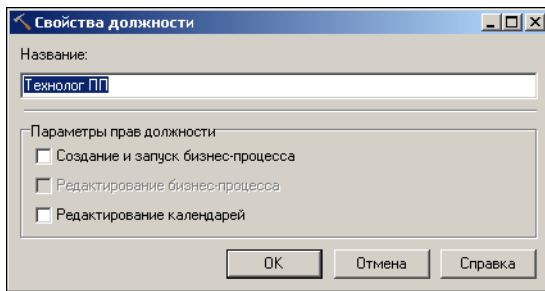 Свойства должности
Название:
Технолог ПП
Параметры прав должности
Создание и запуск бизнес-процесса
Редактирование бизнес-процесса
Редактирование календарей
OK Отмена Справка